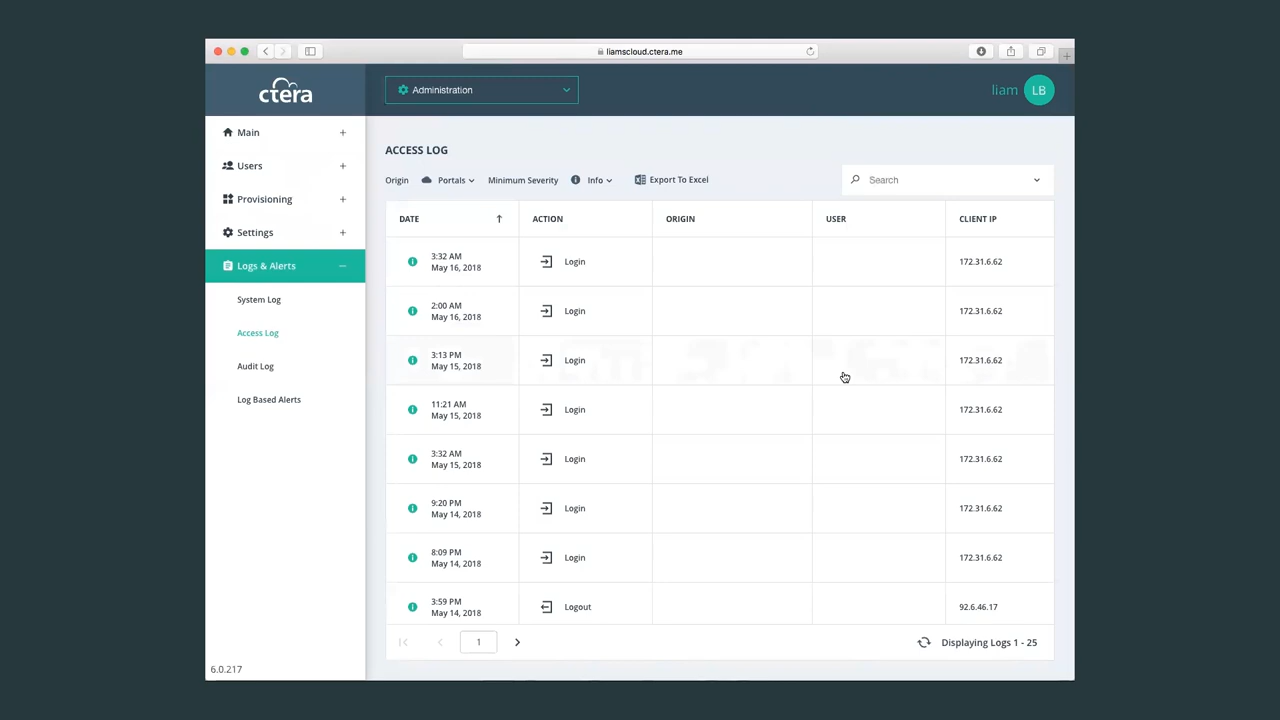 liamscloud.ctera.me
ctera
Administration
liam
LB
Main
Users
Provisioning
Settings
Logs & Alerts
System Log
Access Log
Audit Log
Log Based Alerts
6.0.217
ACCESS LOG
Origin Portals Minimum Severity Info Export To Excel
Search
DATE ACTION ORIGIN USER CLIENT IP
3:32 AM
May 16, 2018
Login
172.31.6.62
2:00 AM
May 16, 2018
Login
172.31.6.62
3:13 PM
May 15, 2018
Login
172.31.6.62
11:21 AM
May 15, 2018
Login
172.31.6.62
3:32 AM
May 15, 2018
Login
172.31.6.62
9:20 PM
May 14, 2018
Login
172.31.6.62
8:09 PM
May 14, 2018
Login
172.31.6.62
3:59 PM
May 14, 2018
Logout
92.6.46.17
1
Displaying Logs 1 - 25